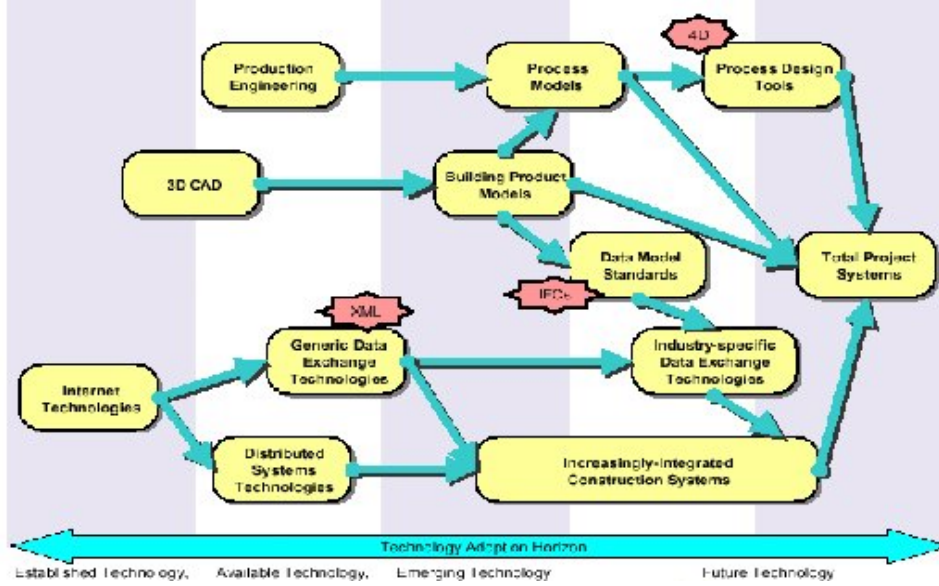 4D
Production
Engineering
Process
Models
Process Design
Tools
3D CAD
Building Product
Models
Data Model
Standards
Total Project
Systems
IFCs
XML
Generic Data
Exchange
Technologies
Industry-specific
Data Exchange
Technologies
Internet
Technologies
Distributed
Systems
Technologies
Increasingly-Integrated
Construction Systems
Technology Adoption Horizon
Established Technology,
Available Technology,
Emerging Technology
Future Technology